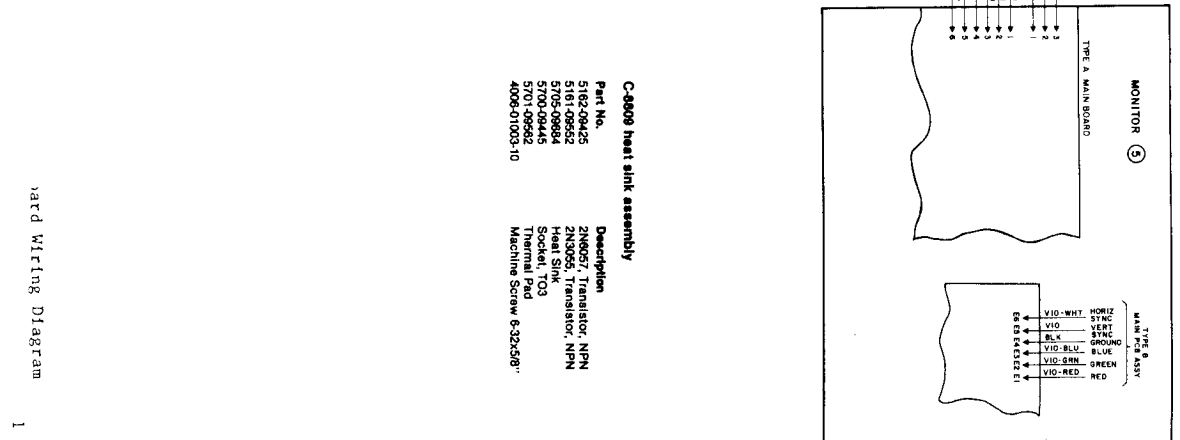 MONITOR 5
TYPE A MAIN BOARD
3
2
1
1
2
3
4
5
6
TYPE B
MAIN PCB ASSY
E6 VIO-WHT HORIZ SYNC
E5 VIO VERT SYNC
E4 BLK GROUND
E3 VIO-BLU BLUE
E2 VIO-GRN GREEN
E1 VIO-RED RED
C-8809 heat sink assembly
Part No. Description
5162-09425 2N6057, Transistor, NPN
5161-09552 2N3055, Transistor, NPN
5705-09684 Heat Sink
5700-09445 Socket, TO3
5701-09562 Thermal Pad
4006-01003-10 Machine Screw 6-32x5/8"
ard Wiring Diagram 1